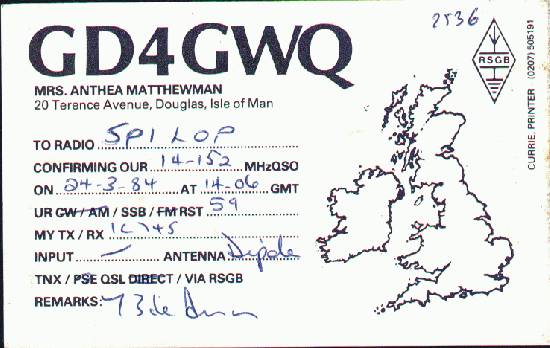 2536
GD4GWQ
RSGB
MRS. ANTHEA MATTHEWMAN
20 Terence Avenue, Douglas, Isle of Man
CURRIE, PRINTER (0207) 505191
TO RADIO SP1LOP
CONFIRMING OUR 14-152 MHzQSO
ON 24-3-84 AT 14-06 GMT
UR CW / AM / SSB / FM RST 59
MY TX / RX IC745
INPUT — ANTENNA Dipole
TNX / PSE QSL DIRECT / VIA RSGB
REMARKS: 73 de